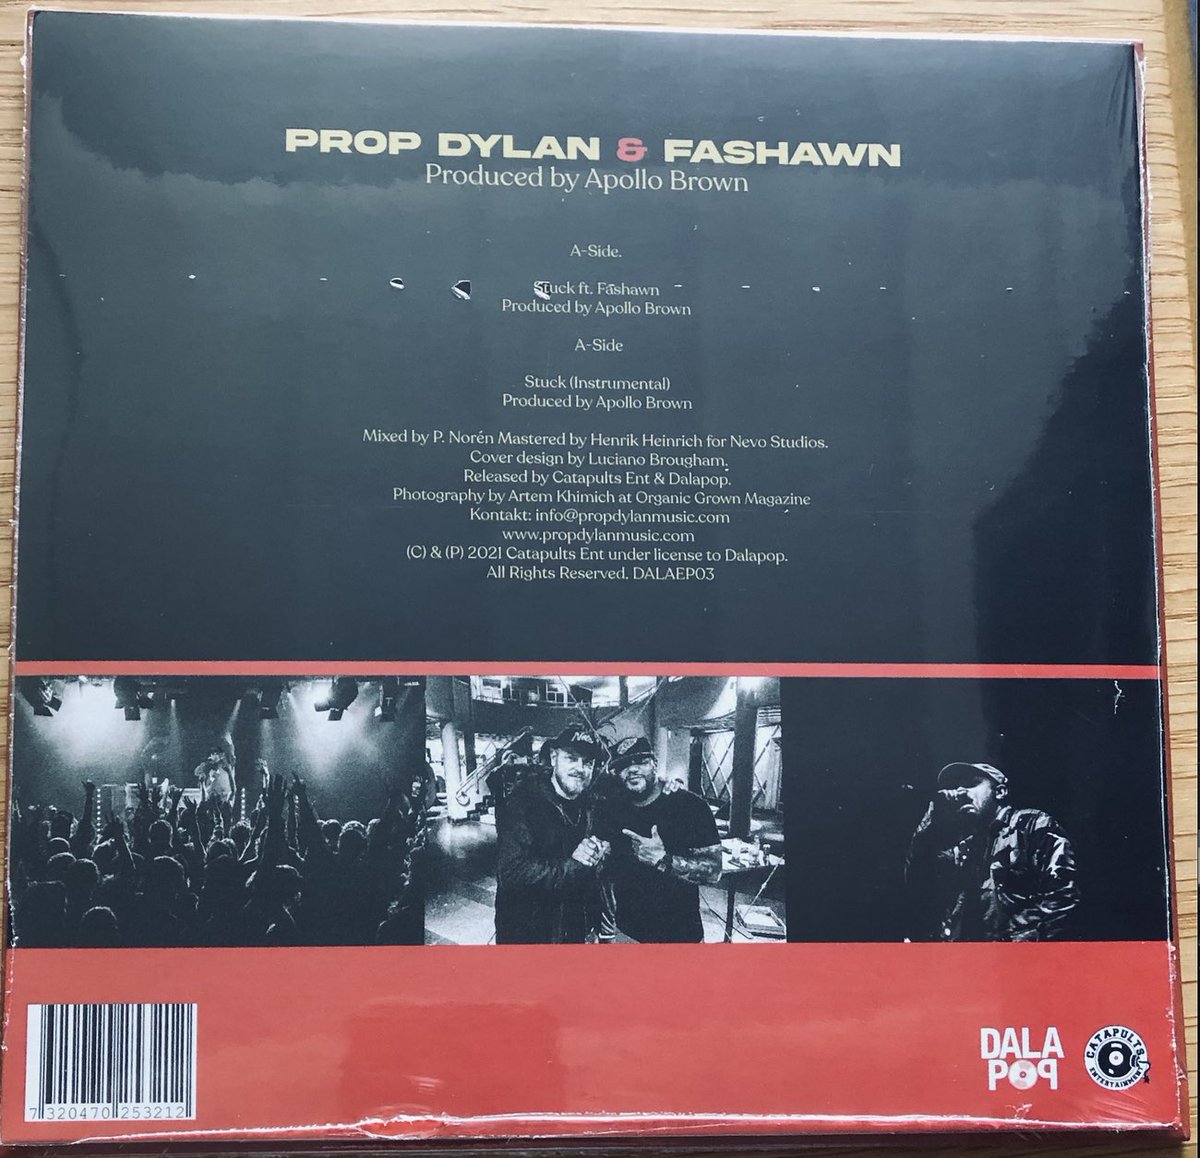 PROP DYLAN & FASHAWN
Produced by Apollo Brown
A-Side.
Stuck ft. Fashawn
Produced by Apollo Brown
A-Side
Stuck (Instrumental)
Produced by Apollo Brown
Mixed by P. Norén Mastered by Henrik Heinrich for Nevo Studios.
Cover design by Luciano Brougham.
Released by Catapults Ent & Dalapop.
Photography by Artem Khimich at Organic Grown Magazine
Kontakt: info@propdylanmusic.com
www.propdylanmusic.com
(C) & (P) 2021 Catapults Ent under license to Dalapop.
All Rights Reserved. DALAEP03
7 320470 253212
DALA
POP
CATAPULTS
ENTERTAINMENT